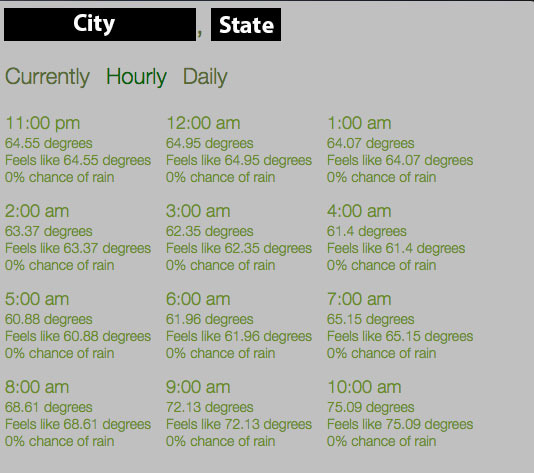 City, State
Currently Hourly Daily
11:00 pm
64.55 degrees
Feels like 64.55 degrees
0% chance of rain
12:00 am
64.95 degrees
Feels like 64.95 degrees
0% chance of rain
1:00 am
64.07 degrees
Feels like 64.07 degrees
0% chance of rain
2:00 am
63.37 degrees
Feels like 63.37 degrees
0% chance of rain
3:00 am
62.35 degrees
Feels like 62.35 degrees
0% chance of rain
4:00 am
61.4 degrees
Feels like 61.4 degrees
0% chance of rain
5:00 am
60.88 degrees
Feels like 60.88 degrees
0% chance of rain
6:00 am
61.96 degrees
Feels like 61.96 degrees
0% chance of rain
7:00 am
65.15 degrees
Feels like 65.15 degrees
0% chance of rain
8:00 am
68.61 degrees
Feels like 68.61 degrees
0% chance of rain
9:00 am
72.13 degrees
Feels like 72.13 degrees
0% chance of rain
10:00 am
75.09 degrees
Feels like 75.09 degrees
0% chance of rain